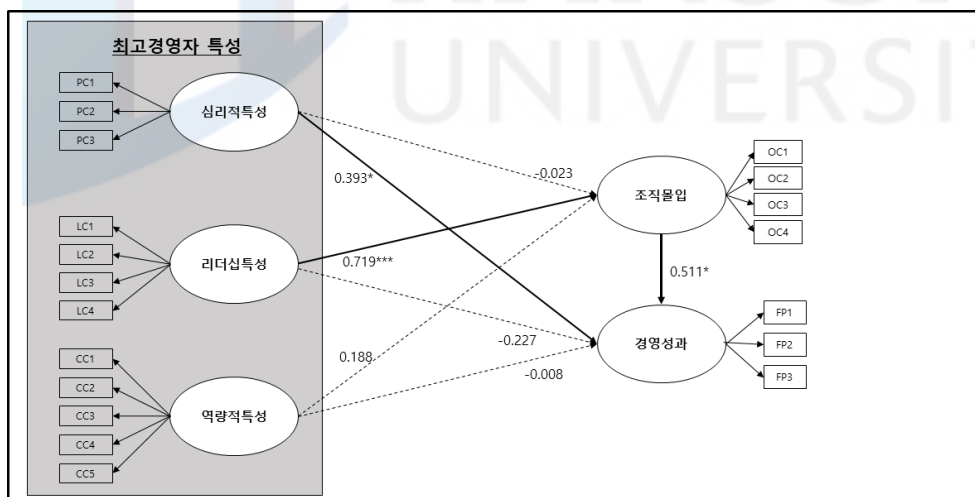 UNIVERSI
최고경영자 특성
PC1
PC2
PC3
심리적특성
LC1
LC2
LC3
LC4
리더십특성
CC1
CC2
CC3
CC4
CC5
역량적특성
-0.023
0.393*
0.719***
-0.227
0.188
-0.008
조직몰입
OC1
OC2
OC3
OC4
0.511*
경영성과
FP1
FP2
FP3